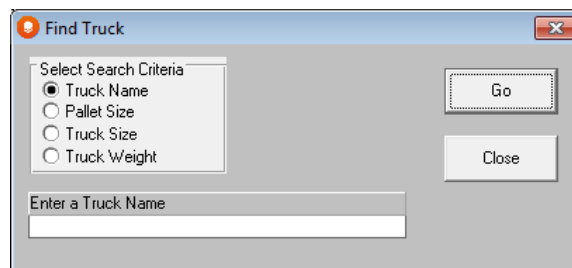 Find Truck
Select Search Criteria
Truck Name
Pallet Size
Truck Size
Truck Weight
Go
Close
Enter a Truck Name